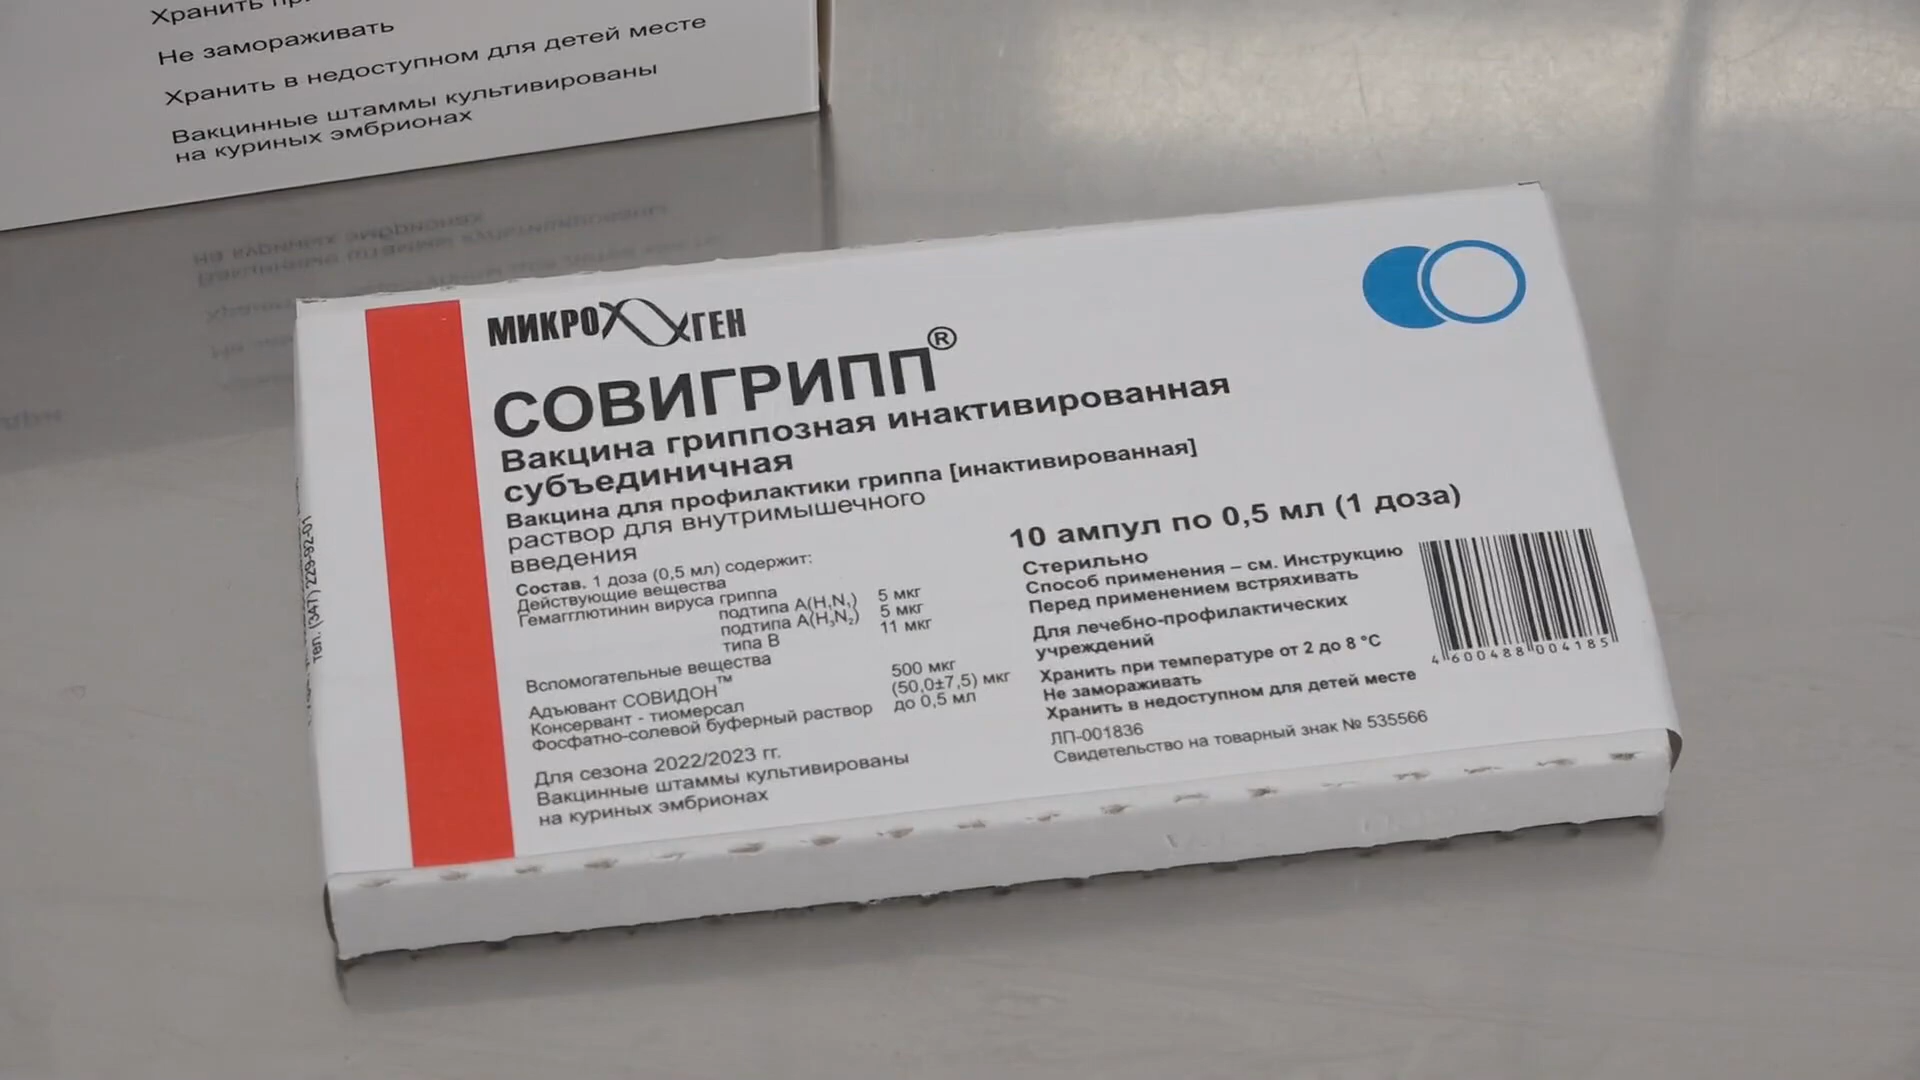 Хранить
Не замораживать
Хранить в недоступном для детей месте
Вакцинные штаммы культивированы
на куриных эмбрионах
МИКРОГЕН
СОВИГРИПП®
Вакцина гриппозная инактивированная
субъединичная
Вакцина для профилактики гриппа [инактивированная]
раствор для внутримышечного
введения
Состав. 1 доза (0,5 мл) содержит:
Действующие вещества
Гемагглютинин вируса гриппа
подтипа A(H₁N₁) 5 мкг
подтипа A(H₃N₂) 5 мкг
типа B 11 мкг
Вспомогательные вещества
Адъювант СОВИДОН™ 500 мкг
Консервант - тиомерсал (50,0±7,5) мкг
Фосфатно-солевой буферный раствор до 0,5 мл
Для сезона 2022/2023 гг.
Вакцинные штаммы культивированы
на куриных эмбрионах
10 ампул по 0,5 мл (1 доза)
Стерильно
Способ применения – см. Инструкцию
Перед применением встряхивать
Для лечебно-профилактических
учреждений
Хранить при температуре от 2 до 8 °C
Не замораживать
Хранить в недоступном для детей месте
ЛП-001836
Свидетельство на товарный знак № 535566
4 600488 004185
тел. (347) 229-92-01